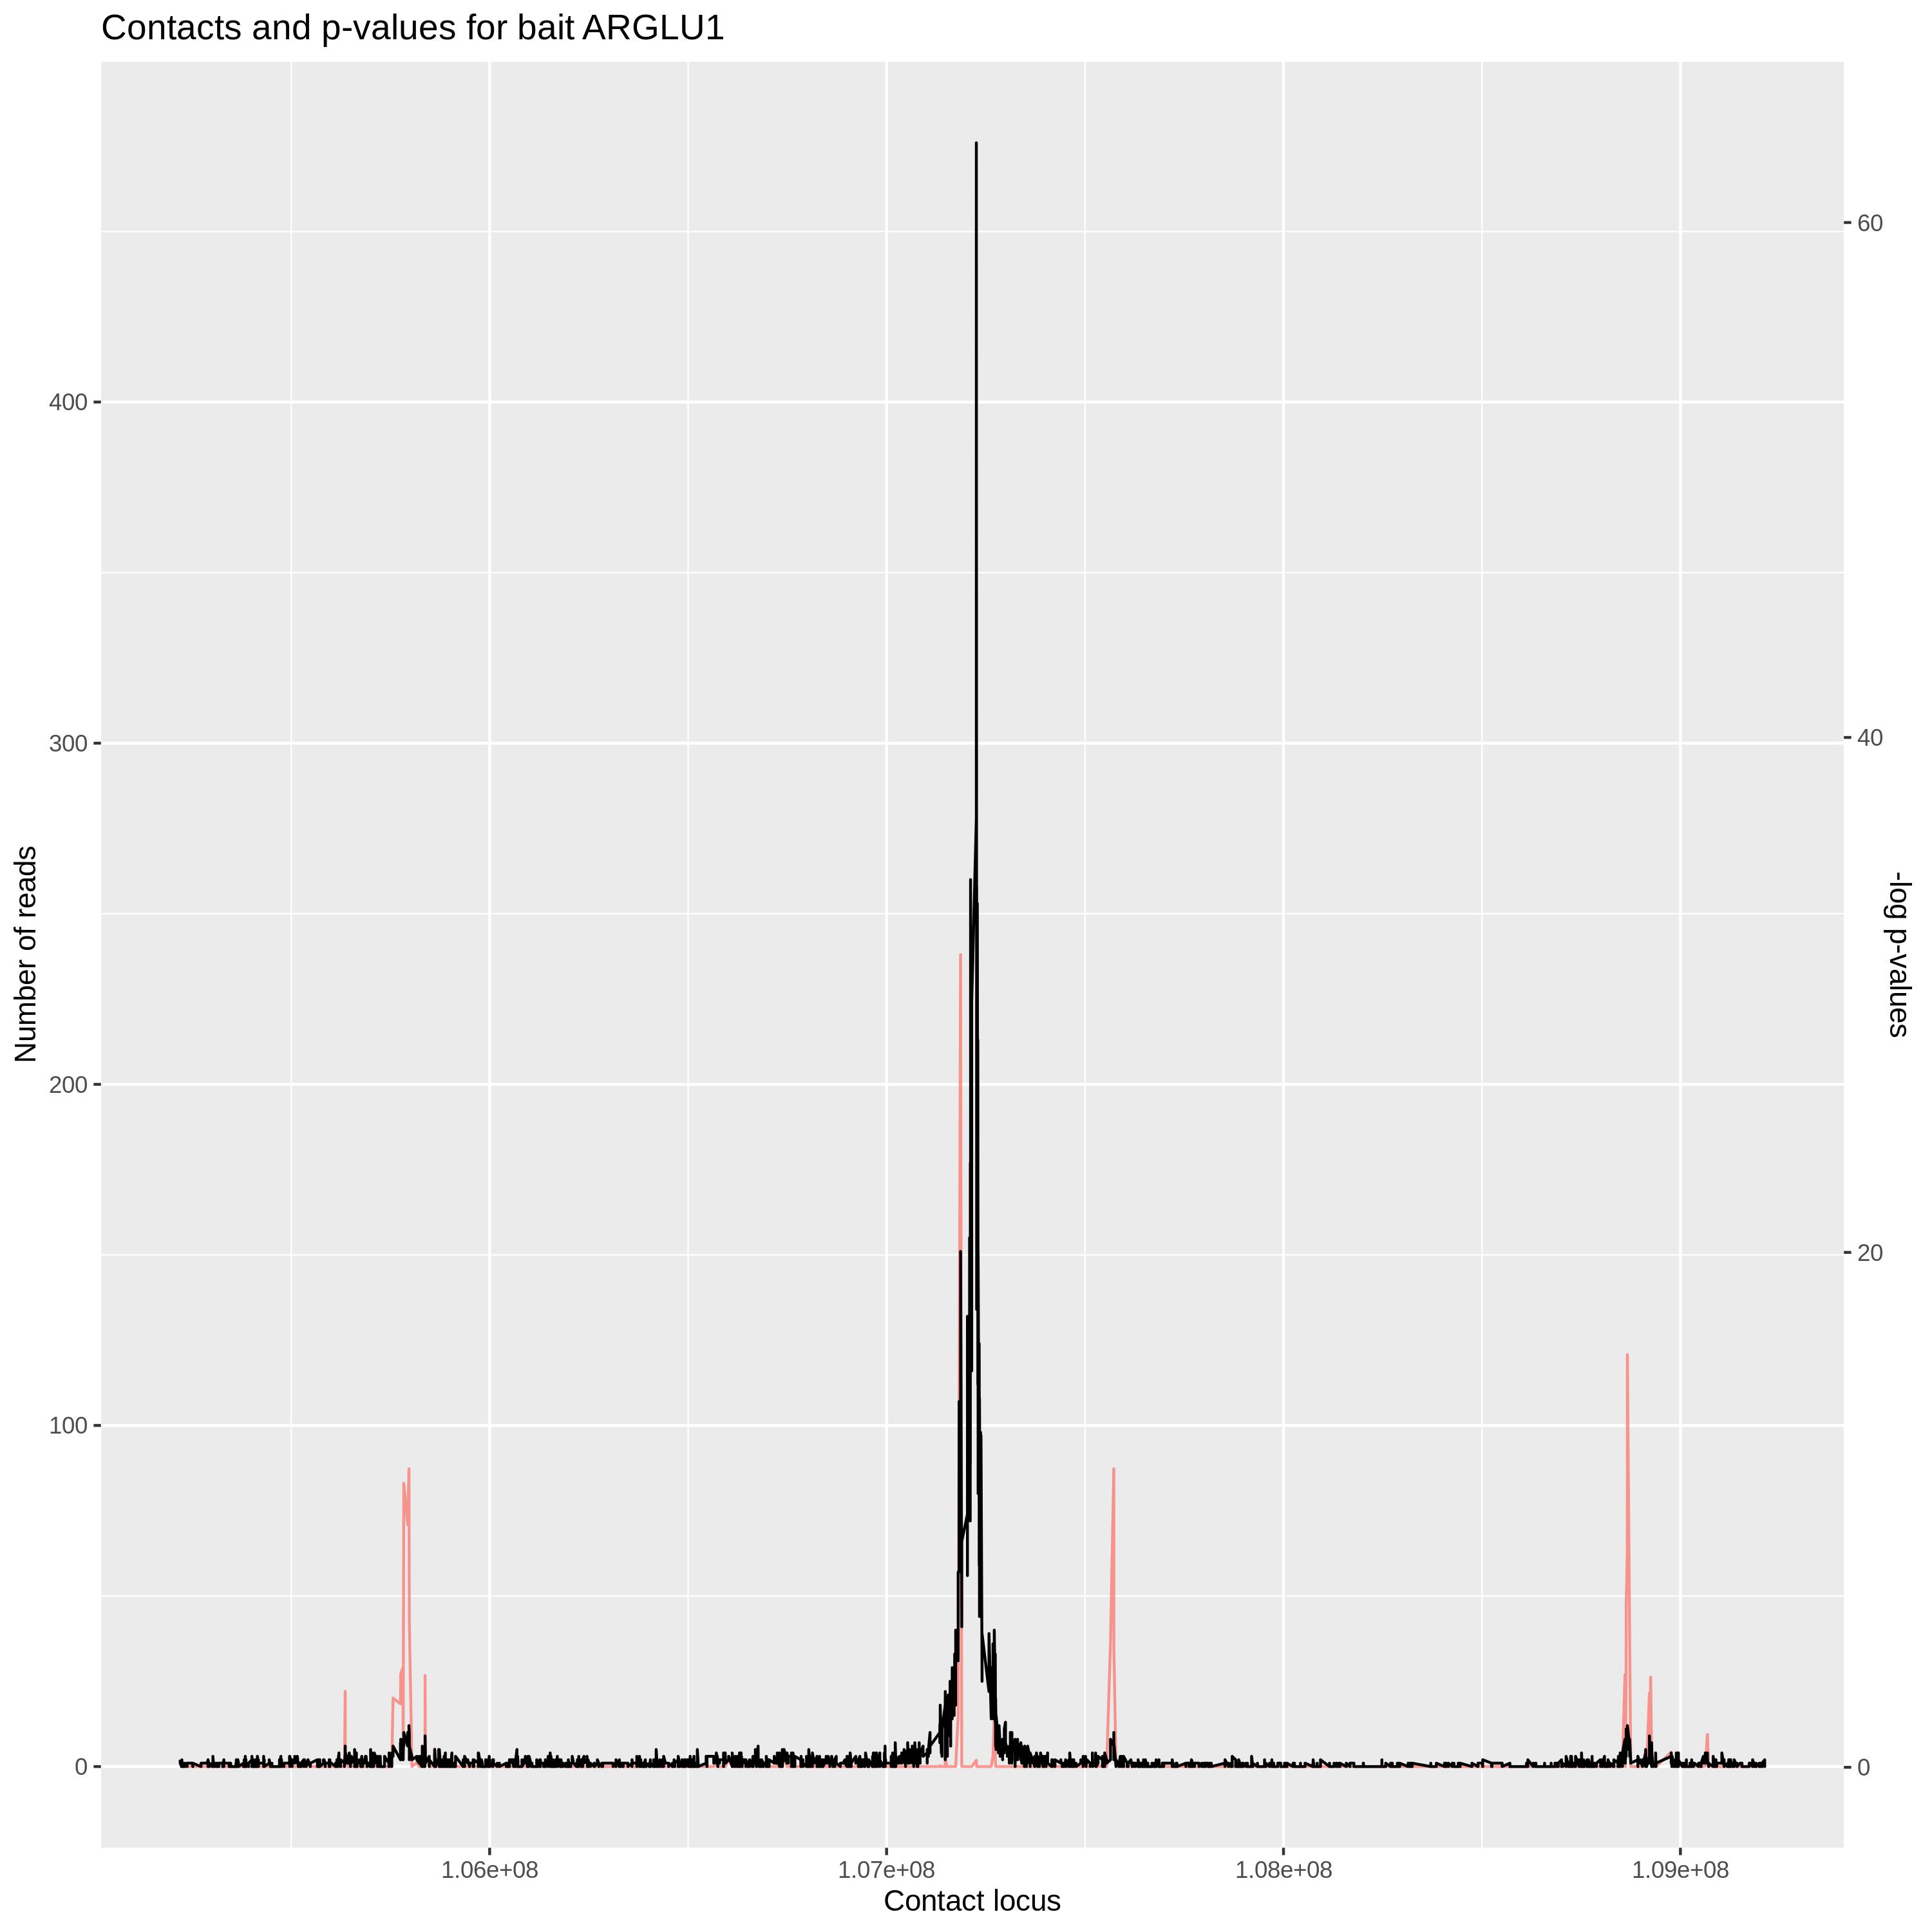 Contacts and p-values for bait ARGLU1
400
300
200
100
0
Number of reads
60
40
20
0
-log p-values
1.06e+08
1.07e+08
1.08e+08
1.09e+08
Contact locus